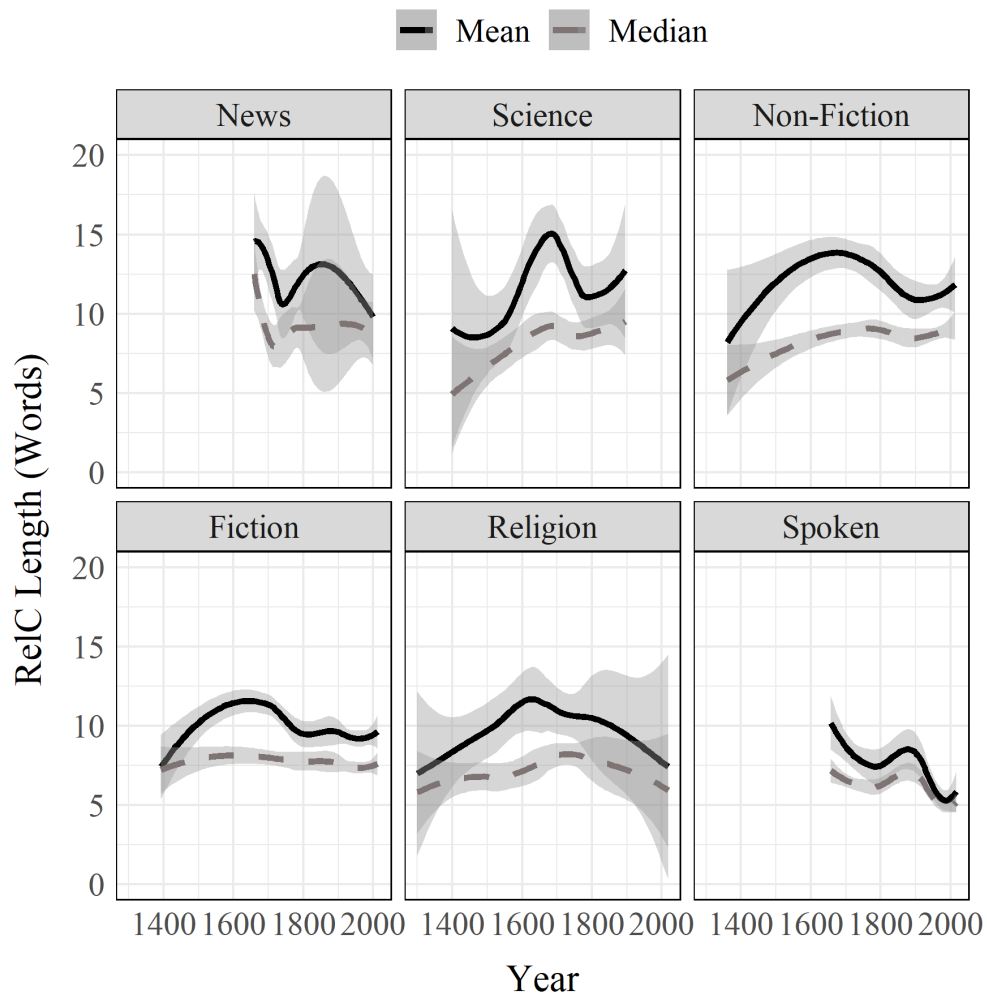 Mean Median
News Science Non-Fiction
20
15
10
5
0
Fiction Religion Spoken
20
15
10
5
0
1400 1600 1800 2000 1400 1600 1800 2000 1400 1600 1800 2000
Year
RelC Length (Words)